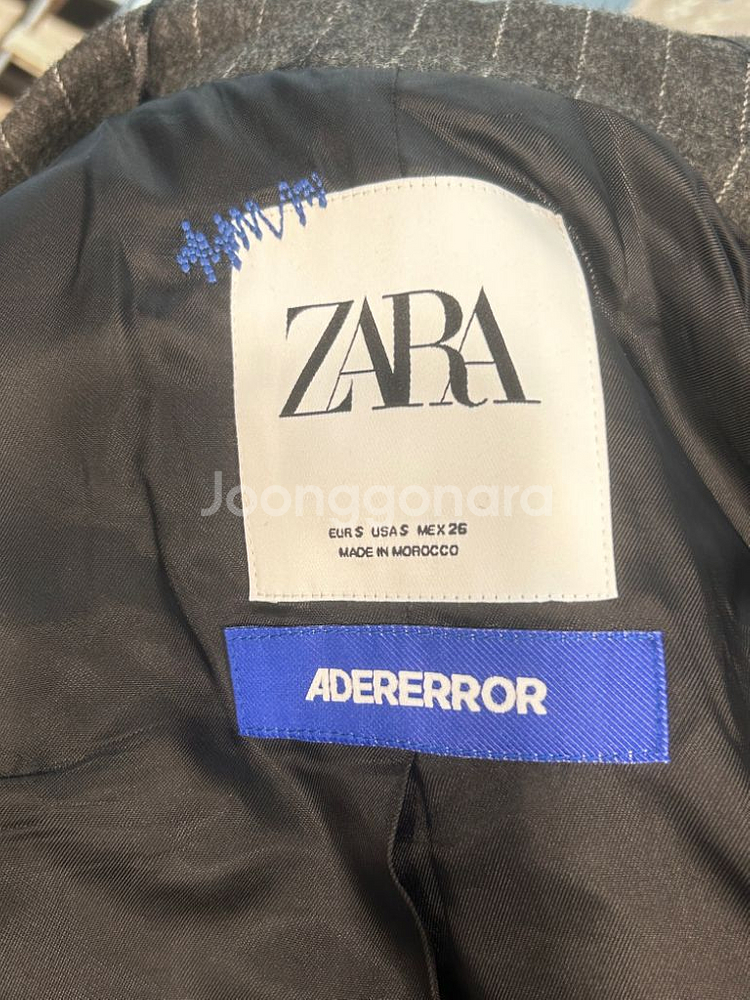 ZARA
Joonggonara
EUR S USA S MEX 26
MADE IN MOROCCO
ADERERROR